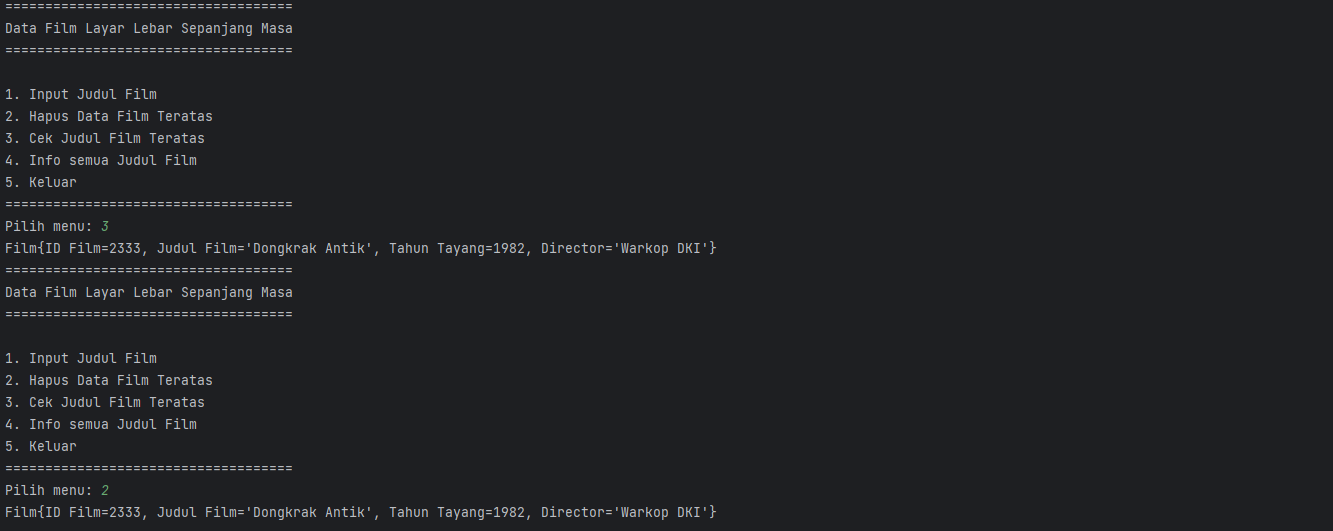 ====================================
Data Film Layar Lebar Sepanjang Masa
====================================
1. Input Judul Film
2. Hapus Data Film Teratas
3. Cek Judul Film Teratas
4. Info semua Judul Film
5. Keluar
====================================
Pilih menu: 3
Film{ID Film=2333, Judul Film='Dongkrak Antik', Tahun Tayang=1982, Director='Warkop DKI'}
====================================
Data Film Layar Lebar Sepanjang Masa
====================================
1. Input Judul Film
2. Hapus Data Film Teratas
3. Cek Judul Film Teratas
4. Info semua Judul Film
5. Keluar
====================================
Pilih menu: 2
Film{ID Film=2333, Judul Film='Dongkrak Antik', Tahun Tayang=1982, Director='Warkop DKI'}